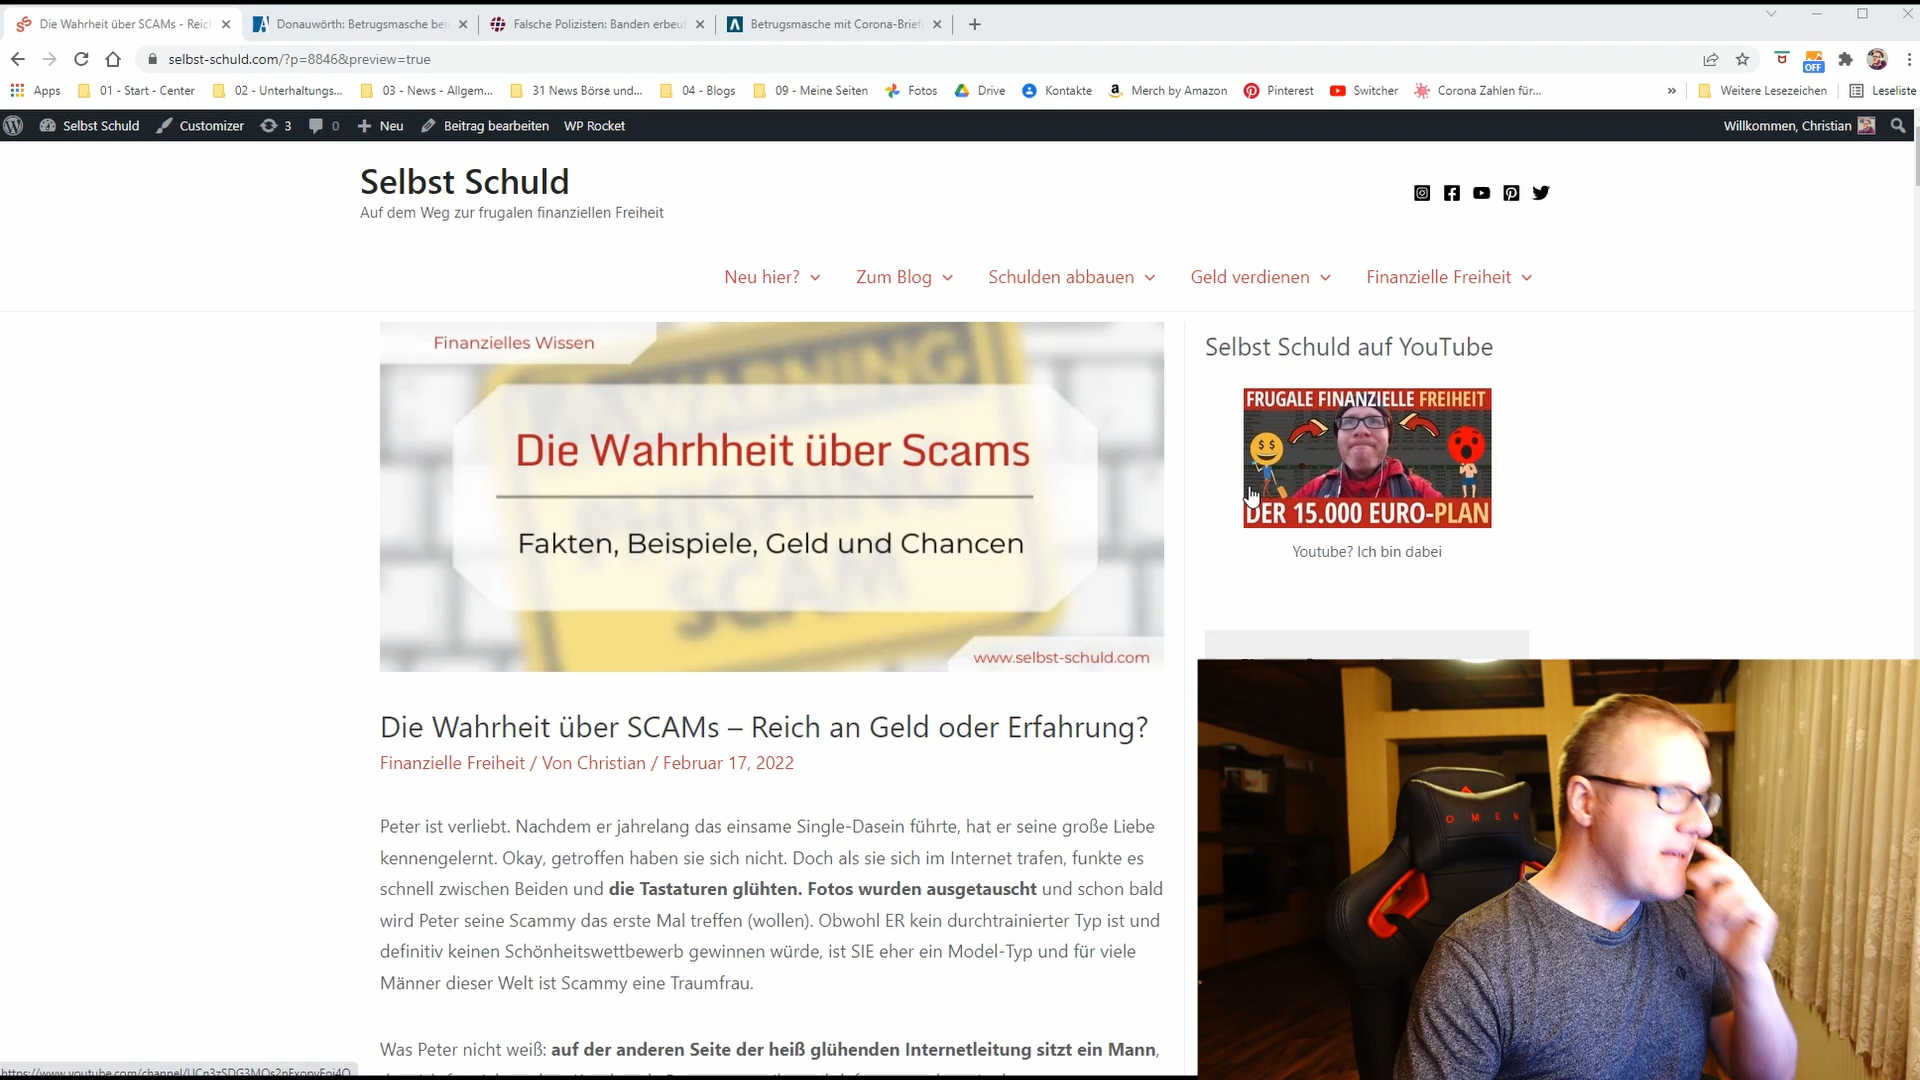 Die Wahrheit über SCAMs - Reich
Donauwörth: Betrugsmasche bei
Falsche Polizisten: Banden erbeut
Betrugsmasche mit Corona-Brief
selbst-schuld.com/?p=8846&preview=true
Apps 01 - Start - Center 02 - Unterhaltungs... 03 - News - Allgem... 31 News Börse und... 04 - Blogs 09 - Meine Seiten Fotos Drive Kontakte Merch by Amazon Pinterest Switcher Corona Zahlen für... » Weitere Lesezeichen Leseliste
OFF
Selbst Schuld Customizer 3 0 Neu Beitrag bearbeiten WP Rocket Willkommen, Christian
Selbst Schuld
Auf dem Weg zur frugalen finanziellen Freiheit
Neu hier? Zum Blog Schulden abbauen Geld verdienen Finanzielle Freiheit
Finanzielles Wissen
WARNING
Die Wahrhheit über Scams
PHISHING
Fakten, Beispiele, Geld und Chancen
SCAM
www.selbst-schuld.com
Selbst Schuld auf YouTube
FRUGALE FINANZIELLE FREIHEIT
DER 15.000 EURO-PLAN
Youtube? Ich bin dabei
Die Wahrheit über SCAMs – Reich an Geld oder Erfahrung?
Finanzielle Freiheit / Von Christian / Februar 17, 2022
Peter ist verliebt. Nachdem er jahrelang das einsame Single-Dasein führte, hat er seine große Liebe
kennengelernt. Okay, getroffen haben sie sich nicht. Doch als sie sich im Internet trafen, funkte es
schnell zwischen Beiden und die Tastaturen glühten. Fotos wurden ausgetauscht und schon bald
wird Peter seine Scammy das erste Mal treffen (wollen). Obwohl ER kein durchtrainierter Typ ist und
definitiv keinen Schönheitswettbewerb gewinnen würde, ist SIE eher ein Model-Typ und für viele
Männer dieser Welt ist Scammy eine Traumfrau.
Was Peter nicht weiß: auf der anderen Seite der heiß glühenden Internetleitung sitzt ein Mann,
OMEN